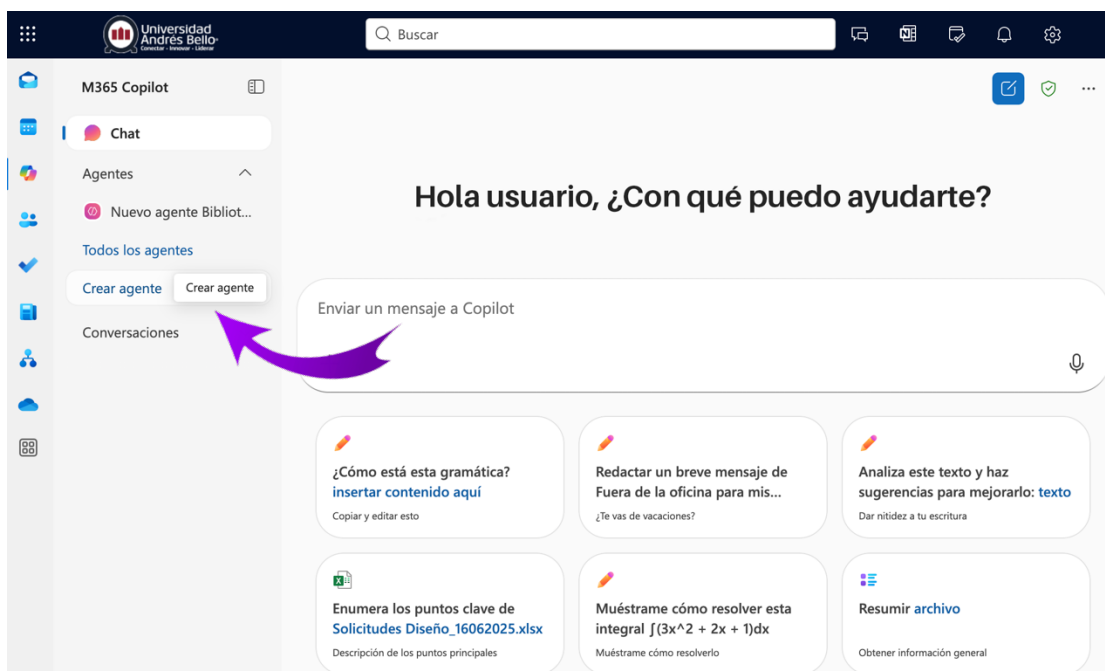 Universidad
Andrés Bello®
Conectar - Innovar - Liderar
Buscar
M365 Copilot
Chat
Agentes
Nuevo agente Bibliot...
Todos los agentes
Crear agente
Crear agente
Conversaciones
Hola usuario, ¿Con qué puedo ayudarte?
Enviar un mensaje a Copilot
¿Cómo está esta gramática?
insertar contenido aquí
Copiar y editar esto
Redactar un breve mensaje de
Fuera de la oficina para mis...
¿Te vas de vacaciones?
Analiza este texto y haz
sugerencias para mejorarlo: texto
Dar nitidez a tu escritura
Enumera los puntos clave de
Solicitudes Diseño_16062025.xlsx
Descripción de los puntos principales
Muéstrame cómo resolver esta
integral ∫(3x^2 + 2x + 1)dx
Muéstrame cómo resolverlo
Resumir archivo
Obtener información general